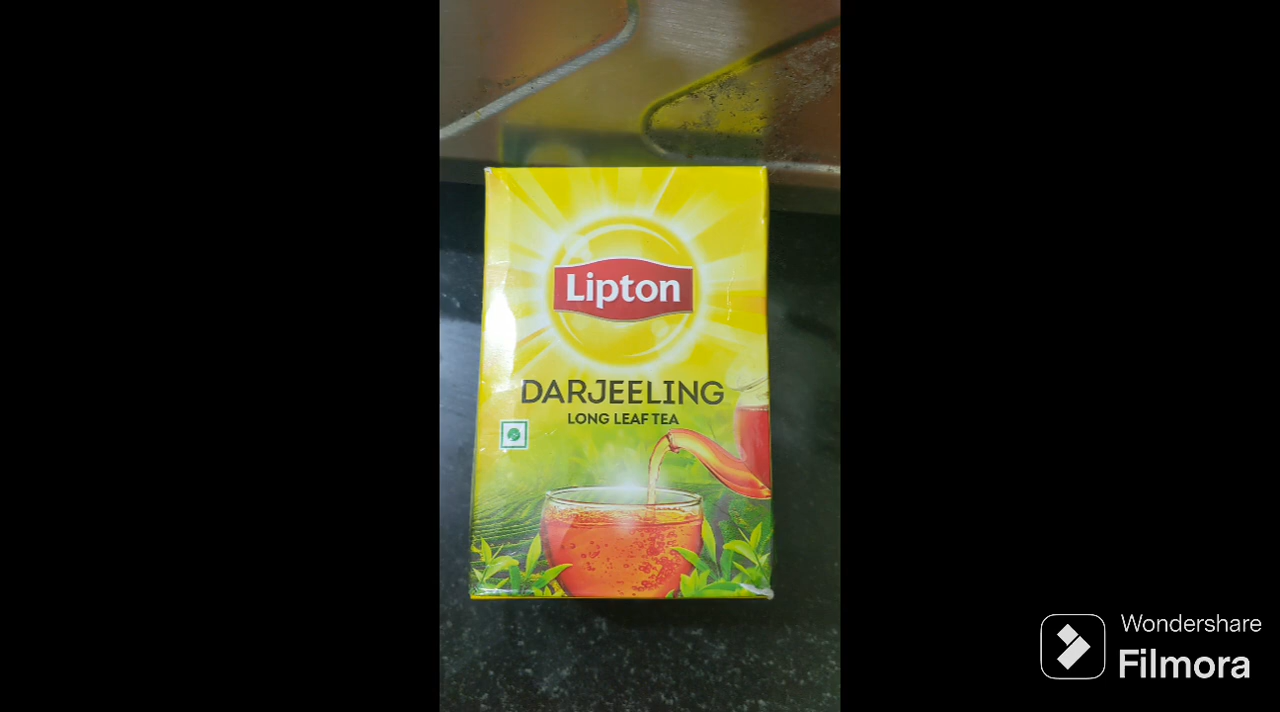 Lipton
DARJEELING
LONG LEAF TEA
Wondershare
Filmora